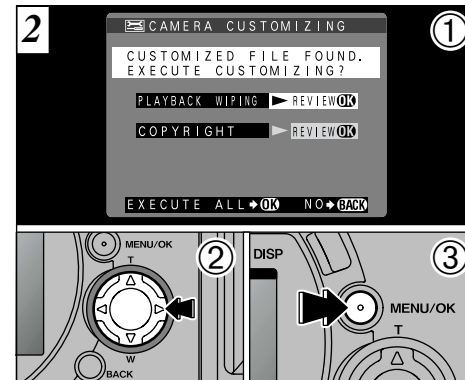 2
CAMERA CUSTOMIZING
①
CUSTOMIZED FILE FOUND.
EXECUTE CUSTOMIZING?
PLAYBACK WIPING ► REVIEW OK
COPYRIGHT ► REVIEW OK
EXECUTE ALL➔OK NO➔BACK
MENU/OK
②
T
W
BACK
DISP
③
MENU/OK
T